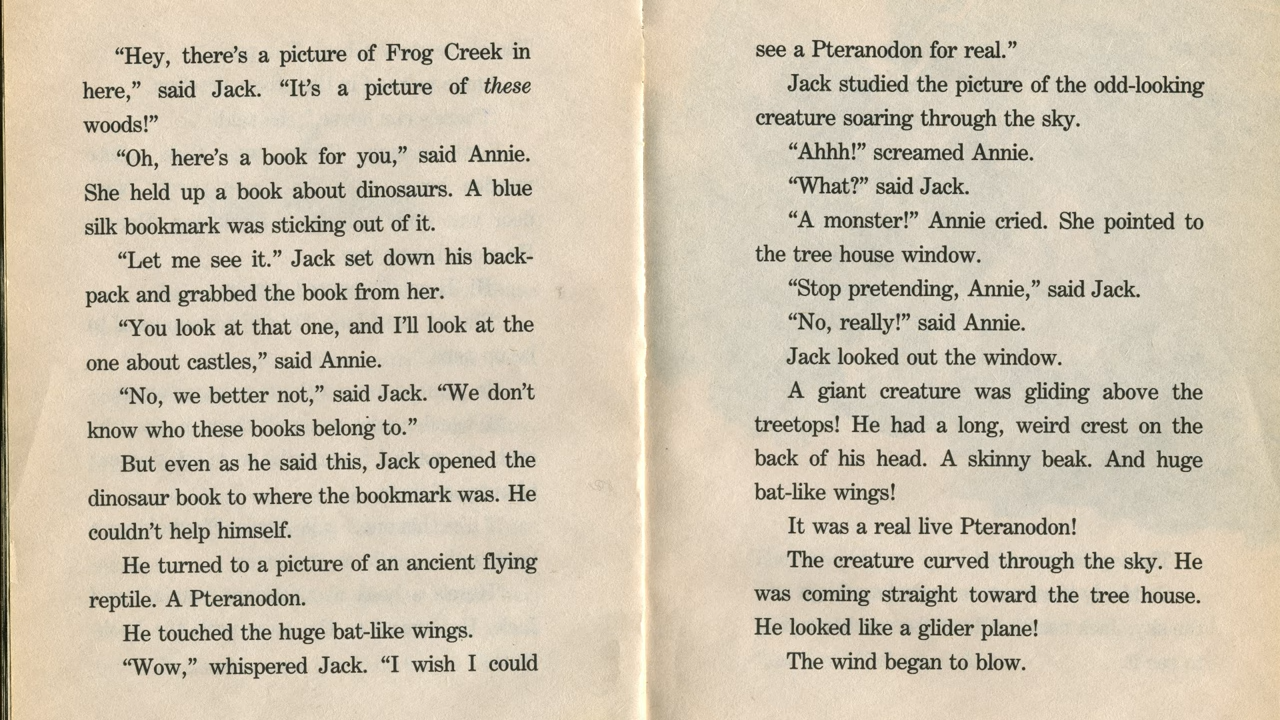 “Hey, there’s a picture of Frog Creek in
here,” said Jack. “It’s a picture of these
woods!”
“Oh, here’s a book for you,” said Annie.
She held up a book about dinosaurs. A blue
silk bookmark was sticking out of it.
“Let me see it.” Jack set down his back-
pack and grabbed the book from her.
“You look at that one, and I’ll look at the
one about castles,” said Annie.
“No, we better not,” said Jack. “We don’t
know who these books belong to.”
But even as he said this, Jack opened the
dinosaur book to where the bookmark was. He
couldn’t help himself.
He turned to a picture of an ancient flying
reptile. A Pteranodon.
He touched the huge bat-like wings.
“Wow,” whispered Jack. “I wish I could
see a Pteranodon for real.”
Jack studied the picture of the odd-looking
creature soaring through the sky.
“Ahhh!” screamed Annie.
“What?” said Jack.
“A monster!” Annie cried. She pointed to
the tree house window.
“Stop pretending, Annie,” said Jack.
“No, really!” said Annie.
Jack looked out the window.
A giant creature was gliding above the
treetops! He had a long, weird crest on the
back of his head. A skinny beak. And huge
bat-like wings!
It was a real live Pteranodon!
The creature curved through the sky. He
was coming straight toward the tree house.
He looked like a glider plane!
The wind began to blow.